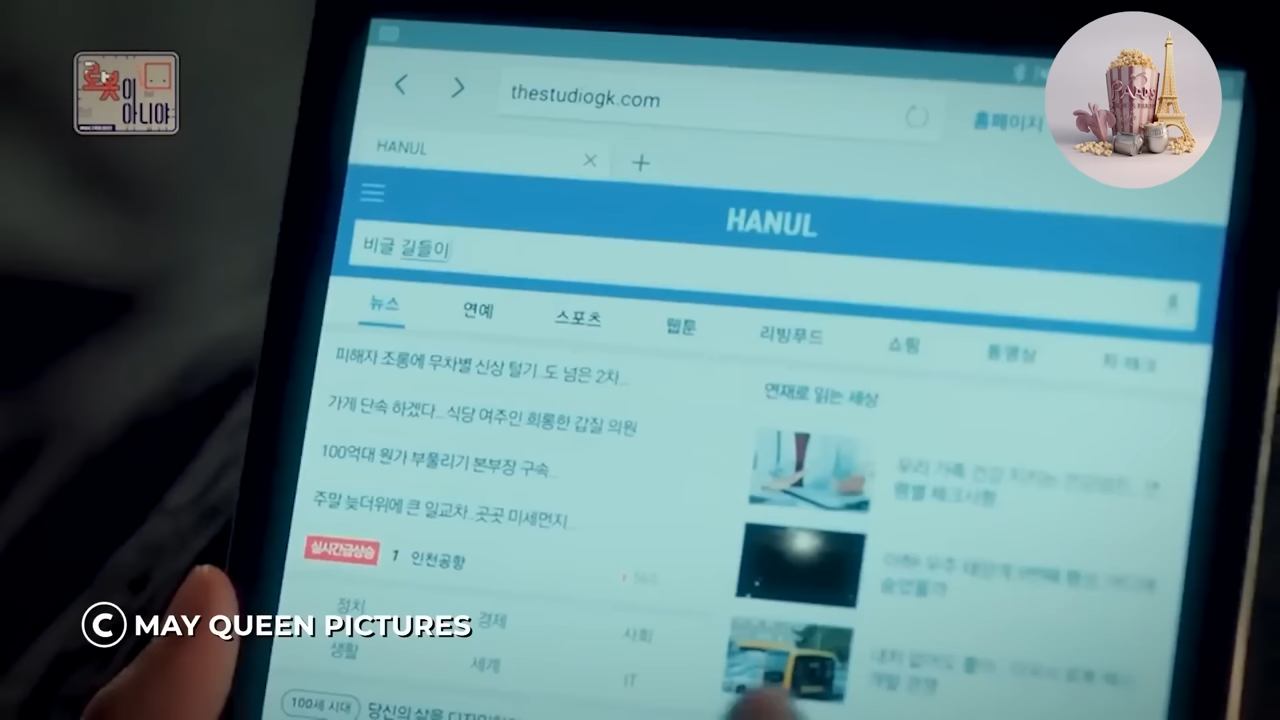 로봇이
아니야
thestudiogk.com
홈페이지
HANUL
HANUL
비글 길들이
뉴스 연예 스포츠 웹툰 리빙푸드 쇼핑 동영상
미해자 조롱에 무차별 신상 털기..도 넘은 2차...
가게 단속 하겠다...식당 여주인 희롱한 갑질 의원
100억대 원가 부풀리기 본부장 구속...
주말 늦더위에 큰 일교차..곳곳 미세먼지...
실시간급상승 1 인천공항
정치 경제 사회
생활 세계 IT
100세 시대
연재로 읽는 세상
C MAY QUEEN PICTURES